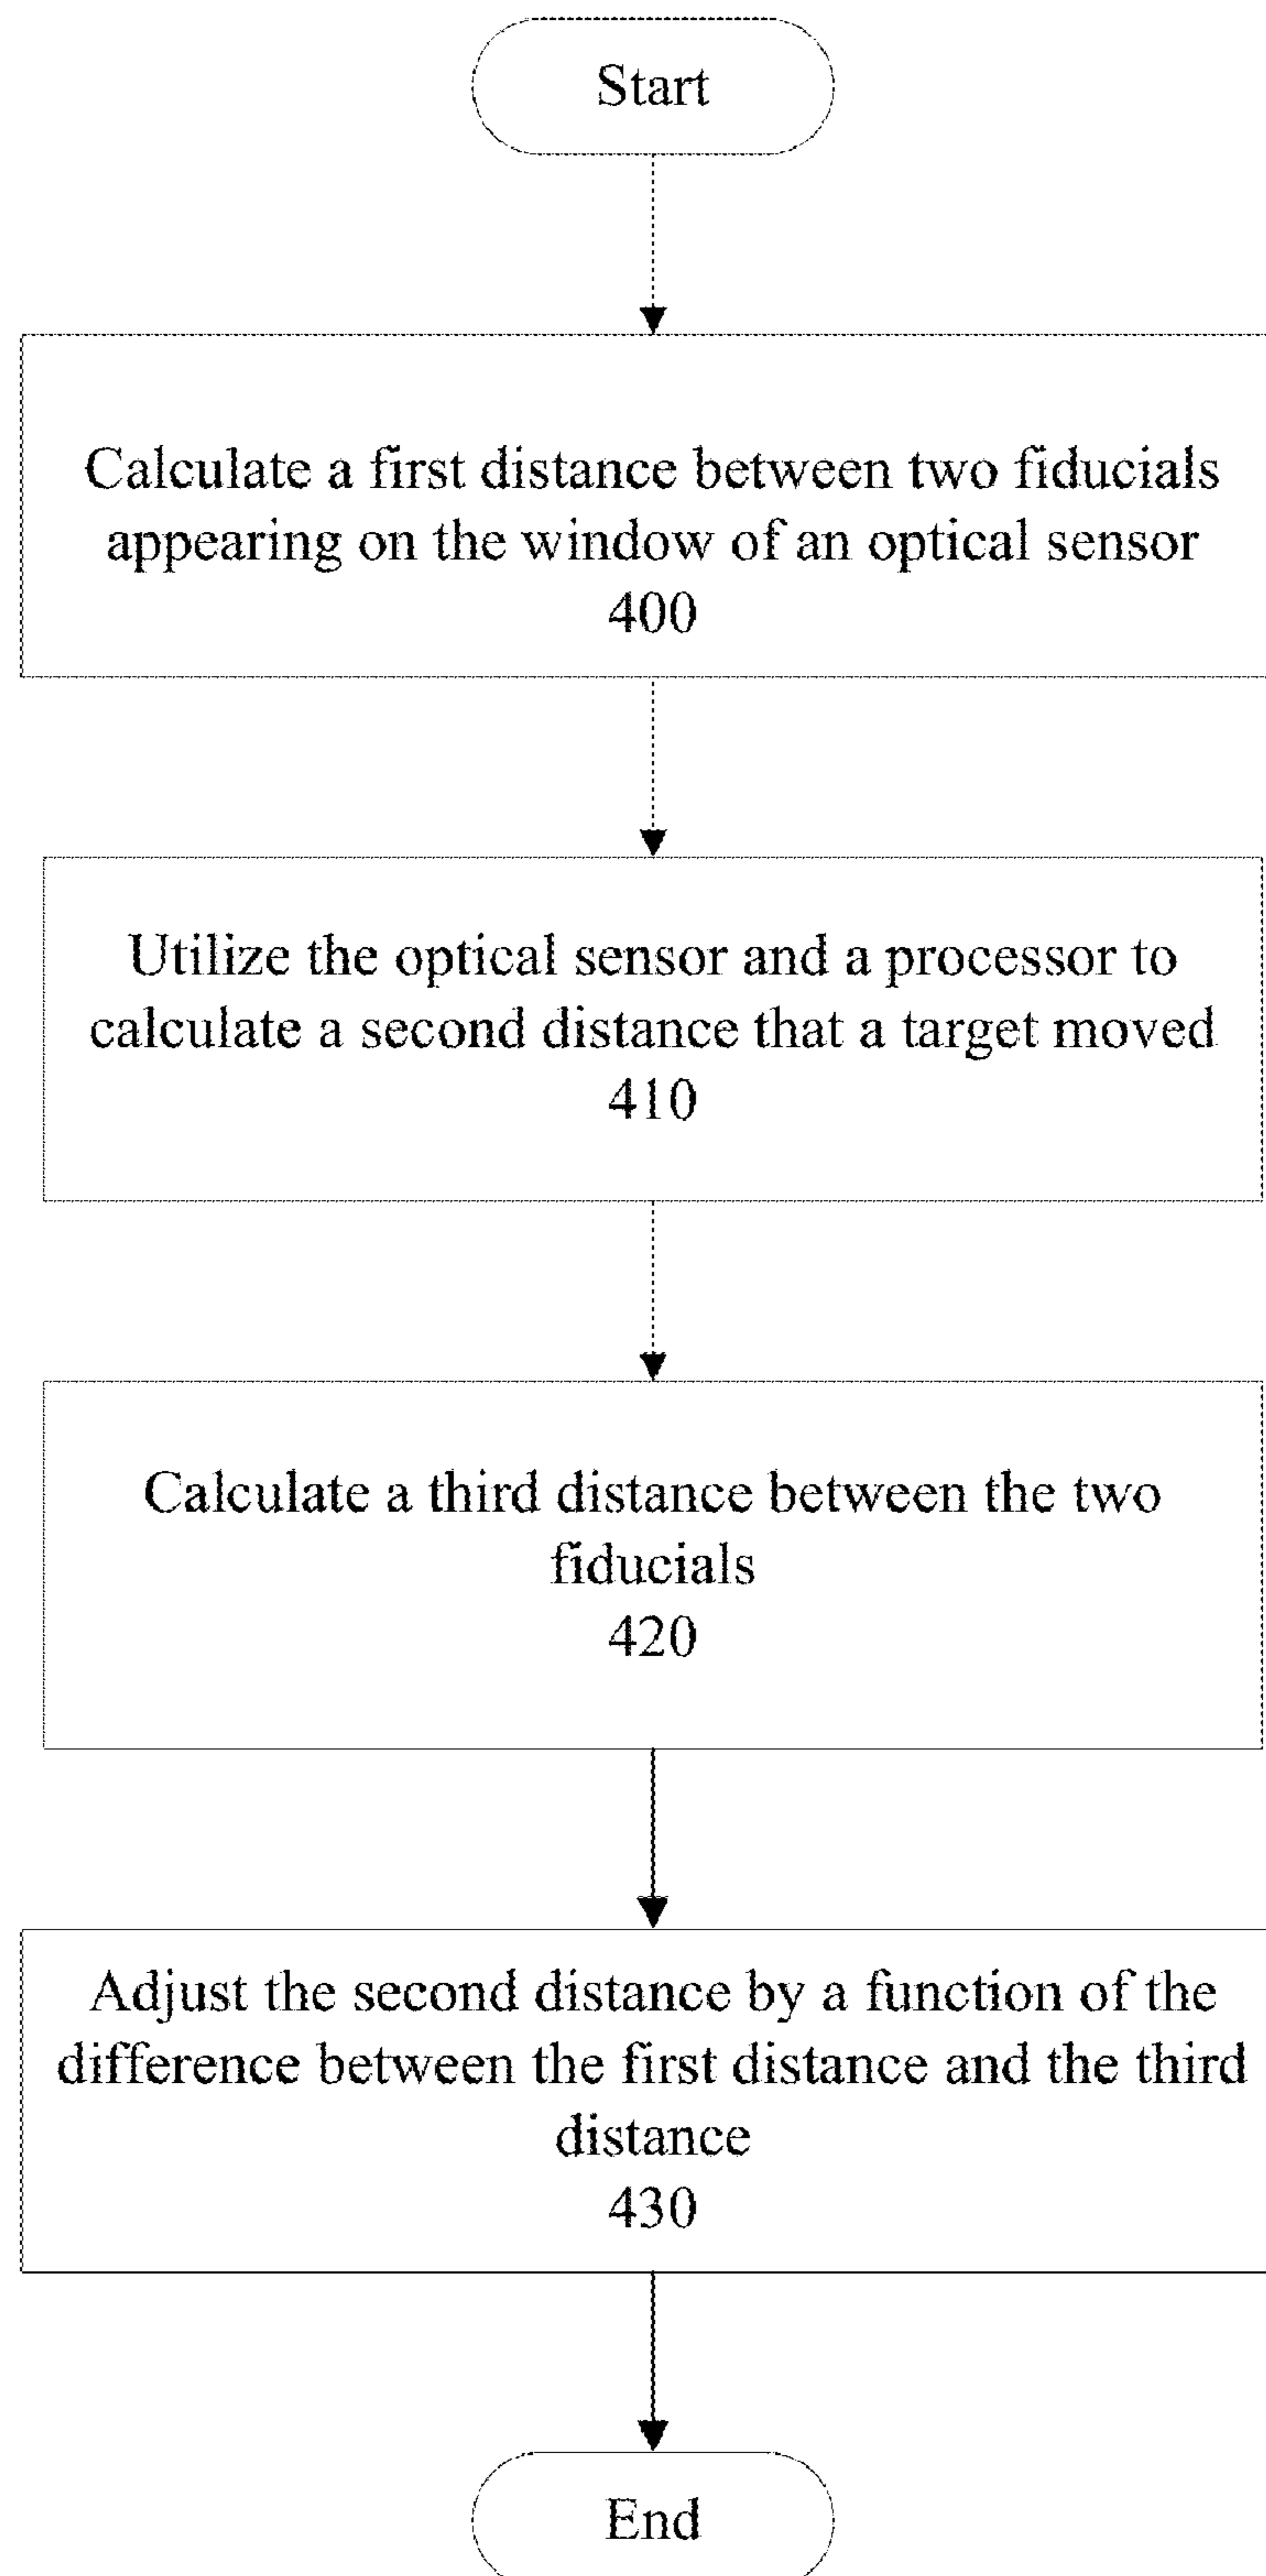 Start
Calculate a first distance between two fiducials
appearing on the window of an optical sensor
400
Utilize the optical sensor and a processor to
calculate a second distance that a target moved
410
Calculate a third distance between the two
fiducials
420
Adjust the second distance by a function of the
difference between the first distance and the third
distance
430
End